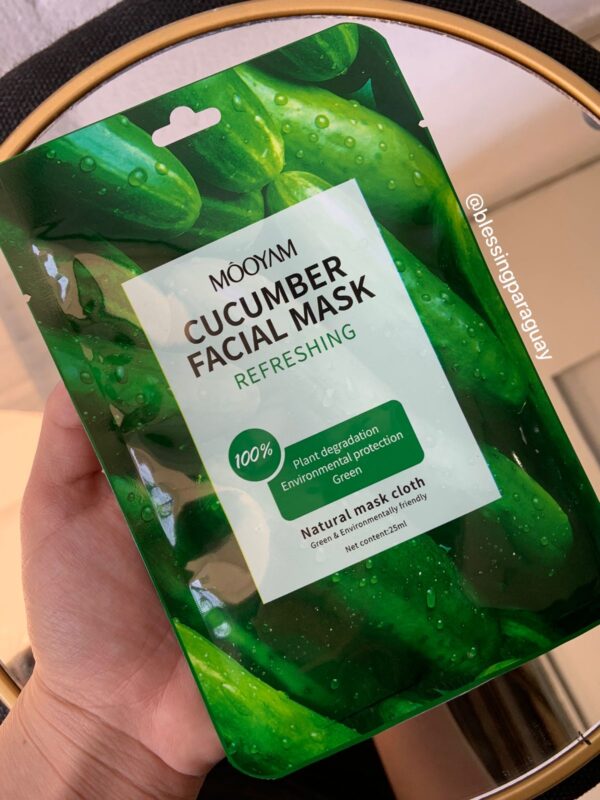 MÔOYAM
CUCUMBER
FACIAL MASK
REFRESHING
100%
Plant degradation
Environmental protection
Green
Natural mask cloth
Green & Environmentally friendly
Net content:25ml
@blessingparaguay